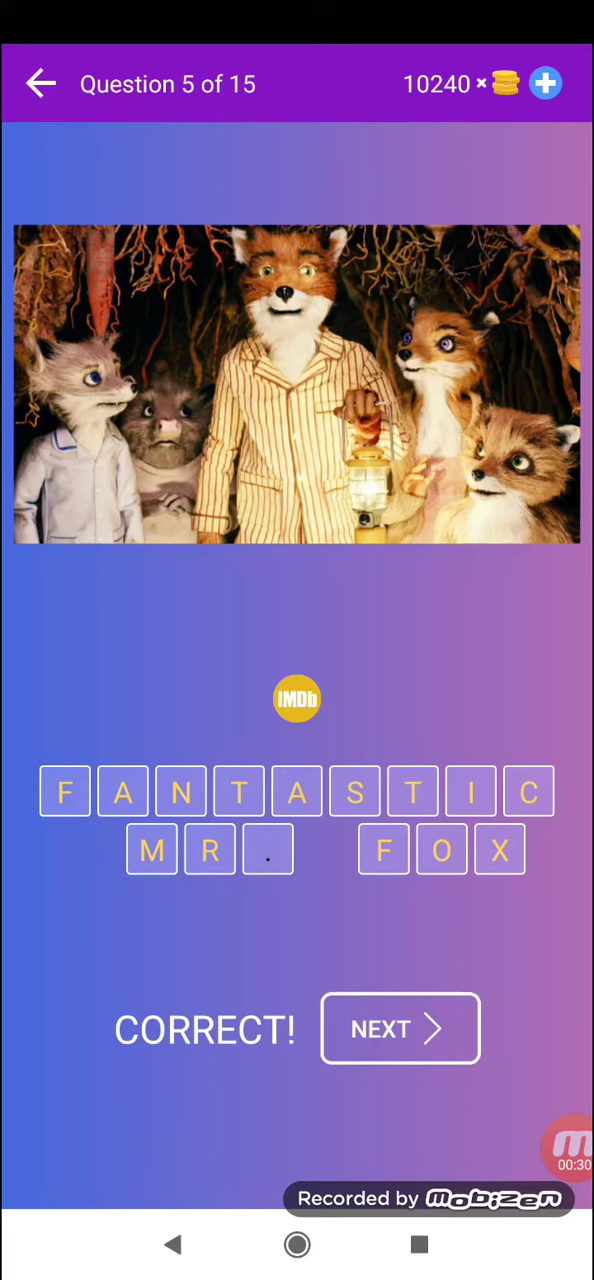 Question 5 of 15
10240 ×
IMDb
FANTASTIC
MR. FOX
CORRECT!
NEXT
00:30
Recorded by mobizen